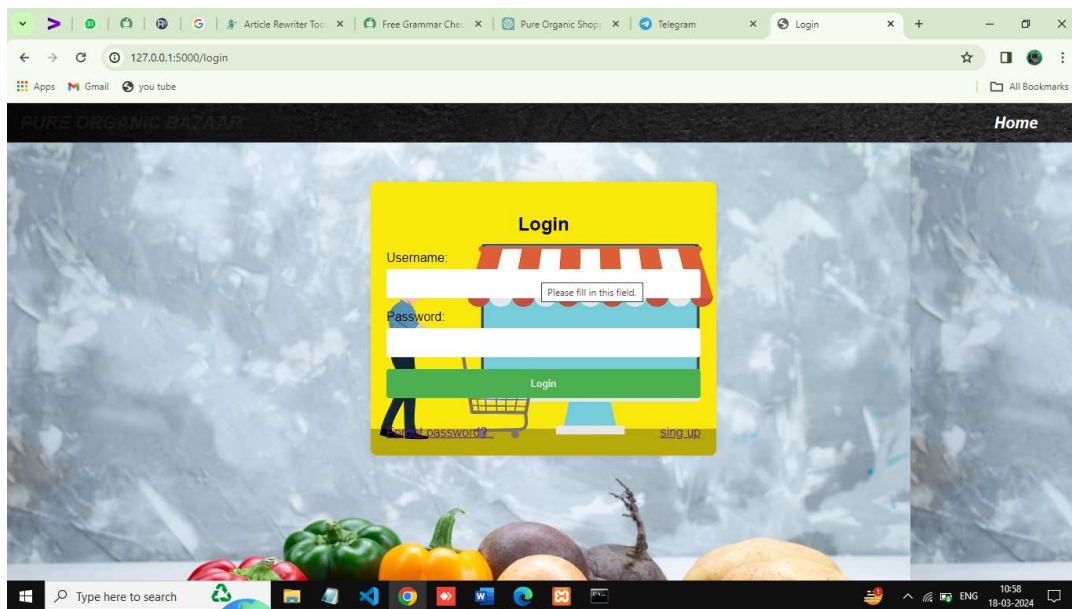 Article Rewriter Too
Free Grammar Chec
Pure Organic Shop
Telegram
Login
127.0.0.1:5000/login
Apps
Gmail
you tube
All Bookmarks
PURE ORGANIC BAZAAR
Home
Login
Username:
Please fill in this field.
Password:
Login
Forgot password?
sing up
Type here to search
ENG
10:58
18-03-2024